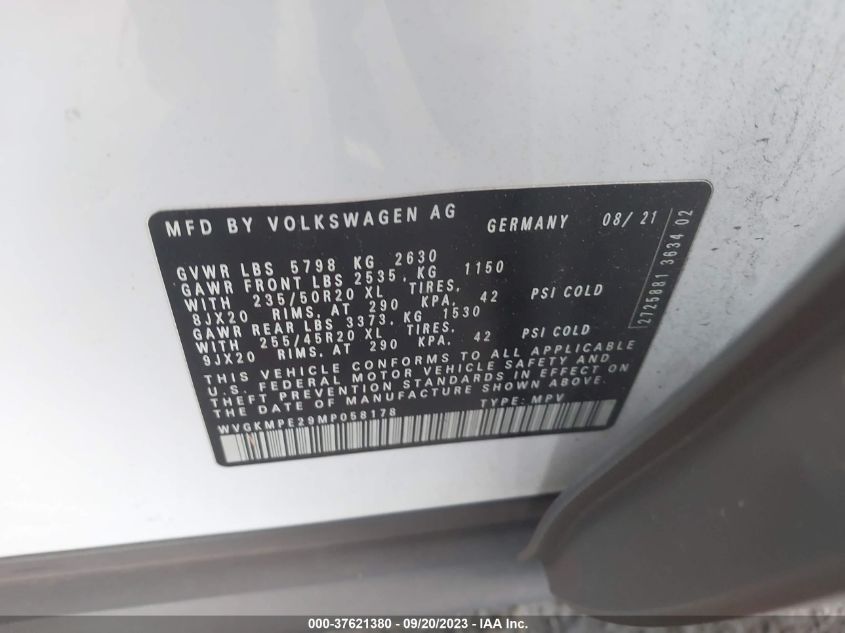 MFD BY VOLKSWAGEN AG GERMANY 08/21
GVWR LBS 5798 KG 2630
GAWR FRONT LBS 2535, KG 1150
WITH 235/50R20 XL TIRES,
8JX20 RIMS, AT 290 KPA, 42 PSI COLD
GAWR REAR LBS 3373, KG 1530
WITH 255/45R20 XL TIRES,
9JX20 RIMS, AT 290 KPA. 42 PSI COLD
THIS VEHICLE CONFORMS TO ALL APPLICABLE
U.S. FEDERAL MOTOR VEHICLE SAFETY AND
THEFT PREVENTION STANDARDS IN EFFECT ON
THE DATE OF MANUFACTURE SHOWN ABOVE.
WVGKMPE29MP058178 TYPE: MPV
2725881 3634 02
000-37621380 - 09/20/2023 - IAA Inc.